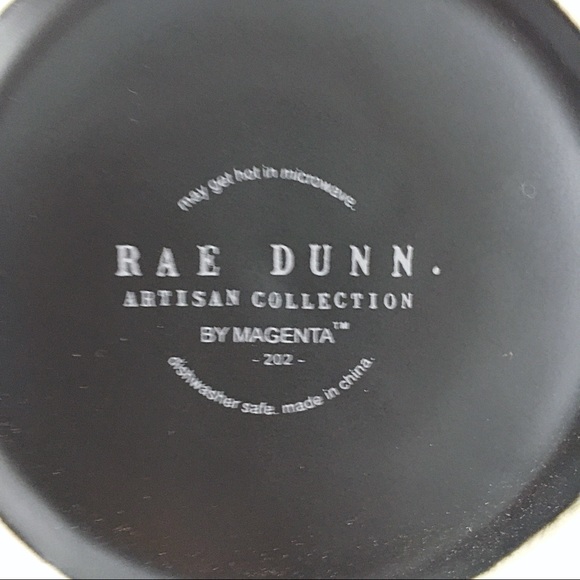 may get hot in microwave.
RAE DUNN.
ARTISAN COLLECTION
BY MAGENTA™
- 202 -
dishwasher safe. made in china.